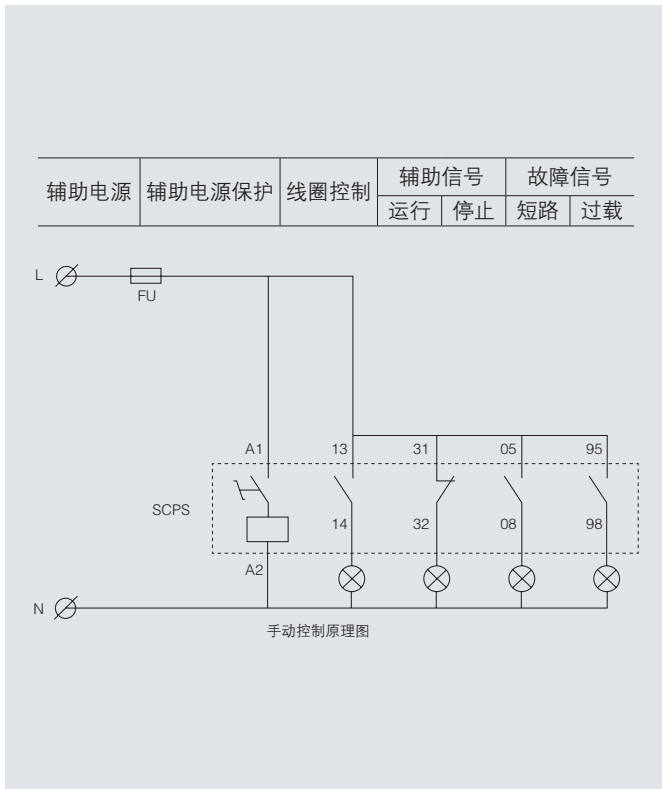 辅助电源 辅助电源保护 线圈控制 辅助信号 故障信号
运行 停止 短路 过载
L
FU
A1 13 31 05 95
SCPS
14 32 08 98
A2
N
手动控制原理图